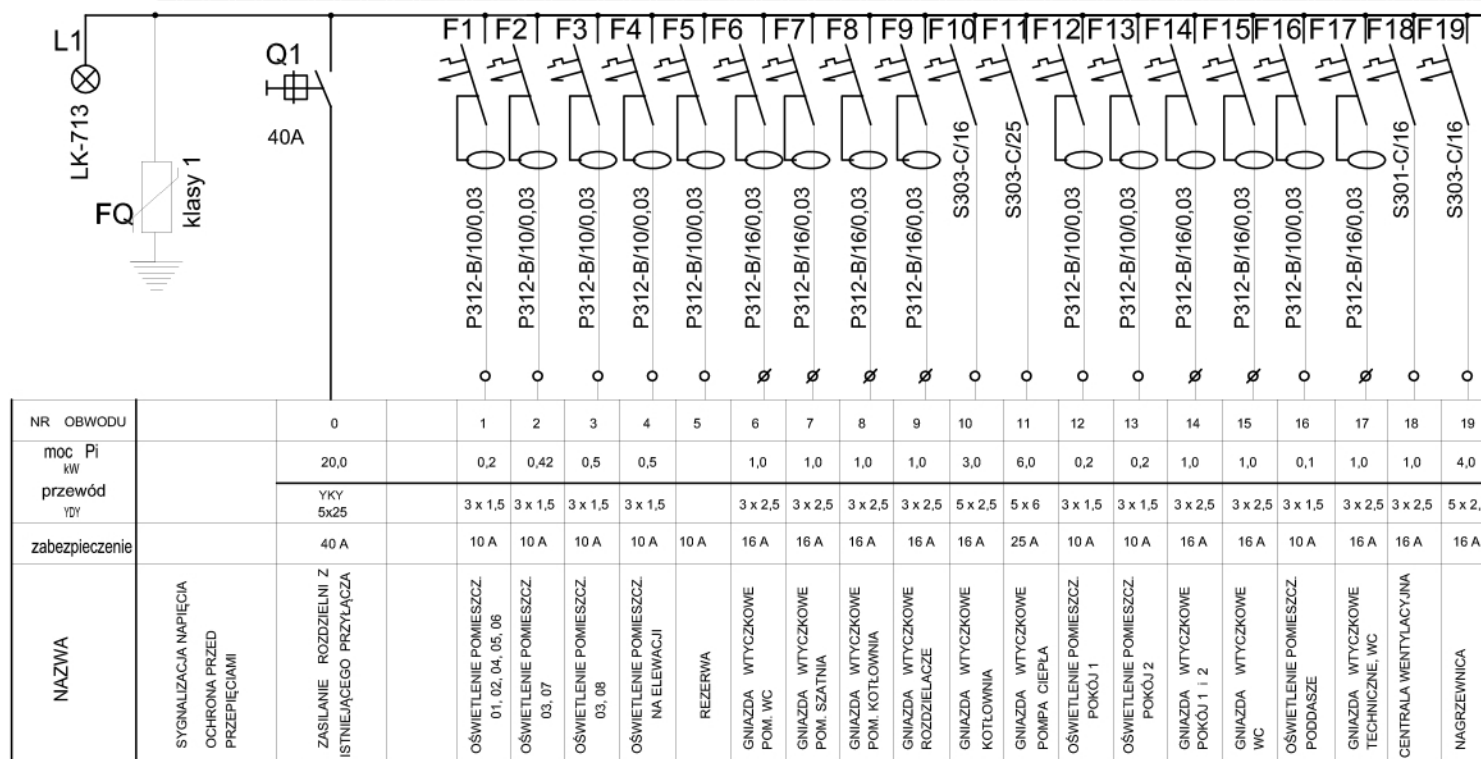 L1
LK-713
FQ
klasy 1
Q1
40A
F1 F2 F3 F4 F5 F6 F7 F8 F9 F10 F11 F12 F13 F14 F15 F16 F17 F18 F19
P312-B/10/0,03
P312-B/10/0,03
P312-B/10/0,03
P312-B/10/0,03
P312-B/10/0,03
P312-B/16/0,03
P312-B/16/0,03
P312-B/16/0,03
P312-B/16/0,03
S303-C/16
S303-C/25
P312-B/10/0,03
P312-B/10/0,03
P312-B/16/0,03
P312-B/16/0,03
P312-B/10/0,03
P312-B/16/0,03
S301-C/16
S303-C/16
NR OBWODU 0 1 2 3 4 5 6 7 8 9 10 11 12 13 14 15 16 17 18 19
moc Pi
kW
20,0 0,2 0,42 0,5 0,5 1,0 1,0 1,0 1,0 3,0 6,0 0,2 0,2 1,0 1,0 0,1 1,0 1,0 4,0
przewód
YDY
YKY
5x25
3 x 1,5 3 x 1,5 3 x 1,5 3 x 1,5 3 x 2,5 3 x 2,5 3 x 2,5 3 x 2,5 5 x 2,5 5 x 6 3 x 1,5 3 x 1,5 3 x 2,5 3 x 2,5 3 x 1,5 3 x 2,5 3 x 2,5 5 x 2,
zabezpieczenie 40 A 10 A 10 A 10 A 10 A 10 A 16 A 16 A 16 A 16 A 16 A 25 A 10 A 10 A 16 A 16 A 10 A 16 A 16 A 16 A
NAZWA
SYGNALIZACJA NAPIĘCIA
OCHRONA PRZED
PRZEPIĘCIAMI
ZASILANIE ROZDZIELNI Z
ISTNIEJĄCEGO PRZYŁĄCZA
OŚWIETLENIE POMIESZCZ.
01, 02, 04, 05, 06
OŚWIETLENIE POMIESZCZ.
03, 07
OŚWIETLENIE POMIESZCZ.
03, 08
OŚWIETLENIE POMIESZCZ.
NA ELEWACJI
REZERWA
GNIAZDA WTYCZKOWE
POM. WC
GNIAZDA WTYCZKOWE
POM. SZATNIA
GNIAZDA WTYCZKOWE
POM. KOTŁOWNIA
GNIAZDA WTYCZKOWE
ROZDZIELACZE
GNIAZDA WTYCZKOWE
KOTŁOWNIA
GNIAZDA WTYCZKOWE
POMPA CIEPŁA
OŚWIETLENIE POMIESZCZ.
POKÓJ 1
OŚWIETLENIE POMIESZCZ.
POKÓJ 2
GNIAZDA WTYCZKOWE
POKÓJ 1 i 2
GNIAZDA WTYCZKOWE
WC
OŚWIETLENIE POMIESZCZ.
PODDASZE
GNIAZDA WTYCZKOWE
TECHNICZNE, WC
CENTRALA WENTYLACYJNA
NAGRZEWNICA